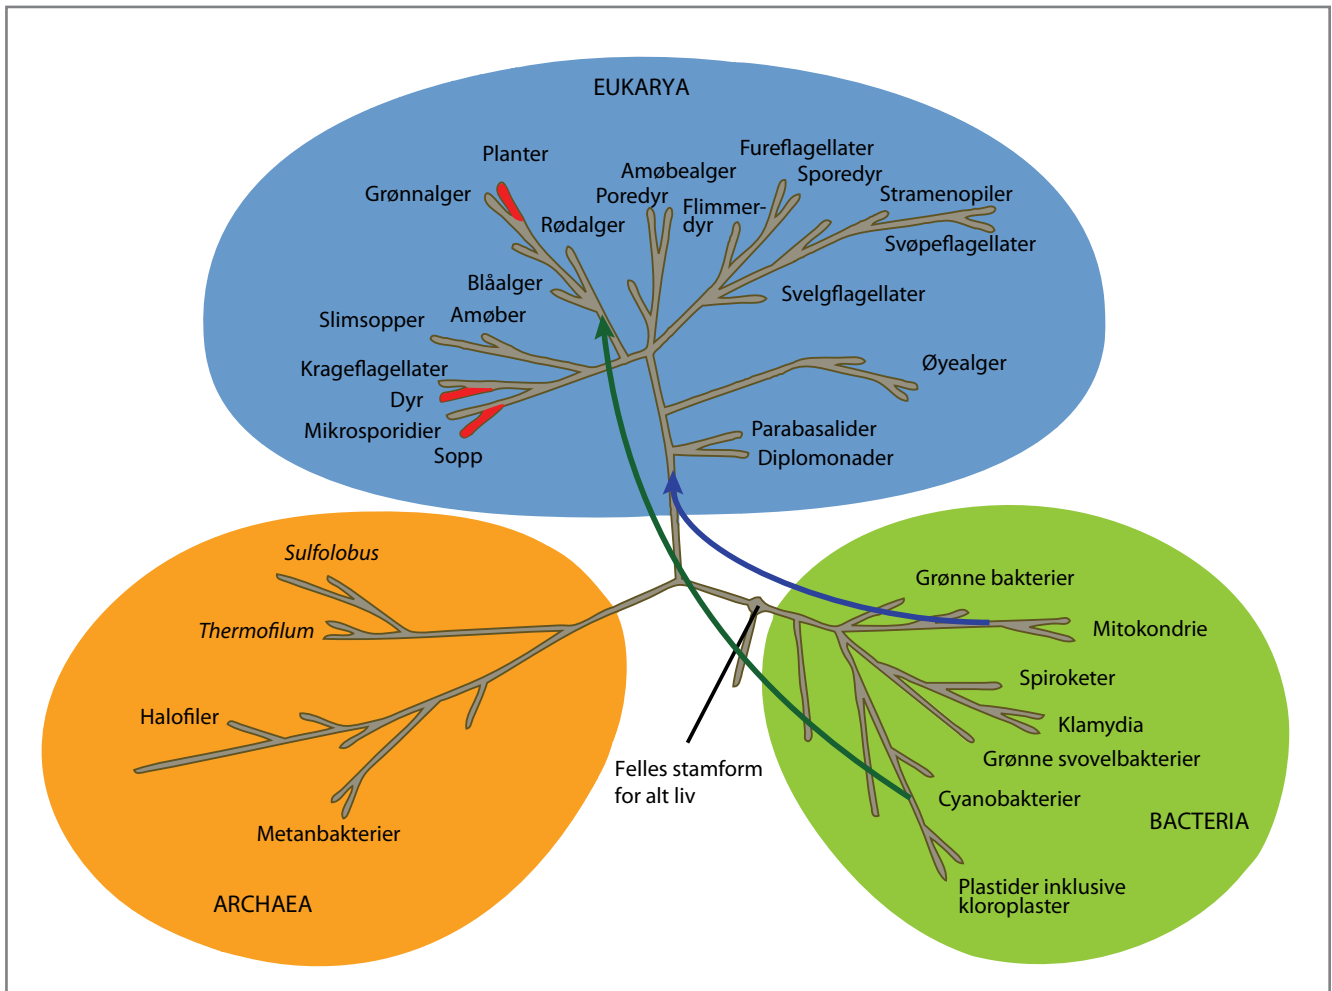 EUKARYA
Planter
Grønnalger
Rødalger
Blåalger
Slimsopper
Amøber
Krageflagellater
Dyr
Mikrosporidier
Sopp
Poredyr
Amøbealger
Flimmer-
dyr
Fureflagellater
Sporedyr
Stramenopiler
Svøpeflagellater
Svelgflagellater
Øyealger
Parabasalider
Diplomonader
Sulfolobus
Thermofilum
Halofiler
Metanbakterier
ARCHAEA
Felles stamform
for alt liv
Grønne bakterier
Mitokondrie
Spiroketer
Klamydia
Grønne svovelbakterier
Cyanobakterier
BACTERIA
Plastider inklusive
kloroplaster